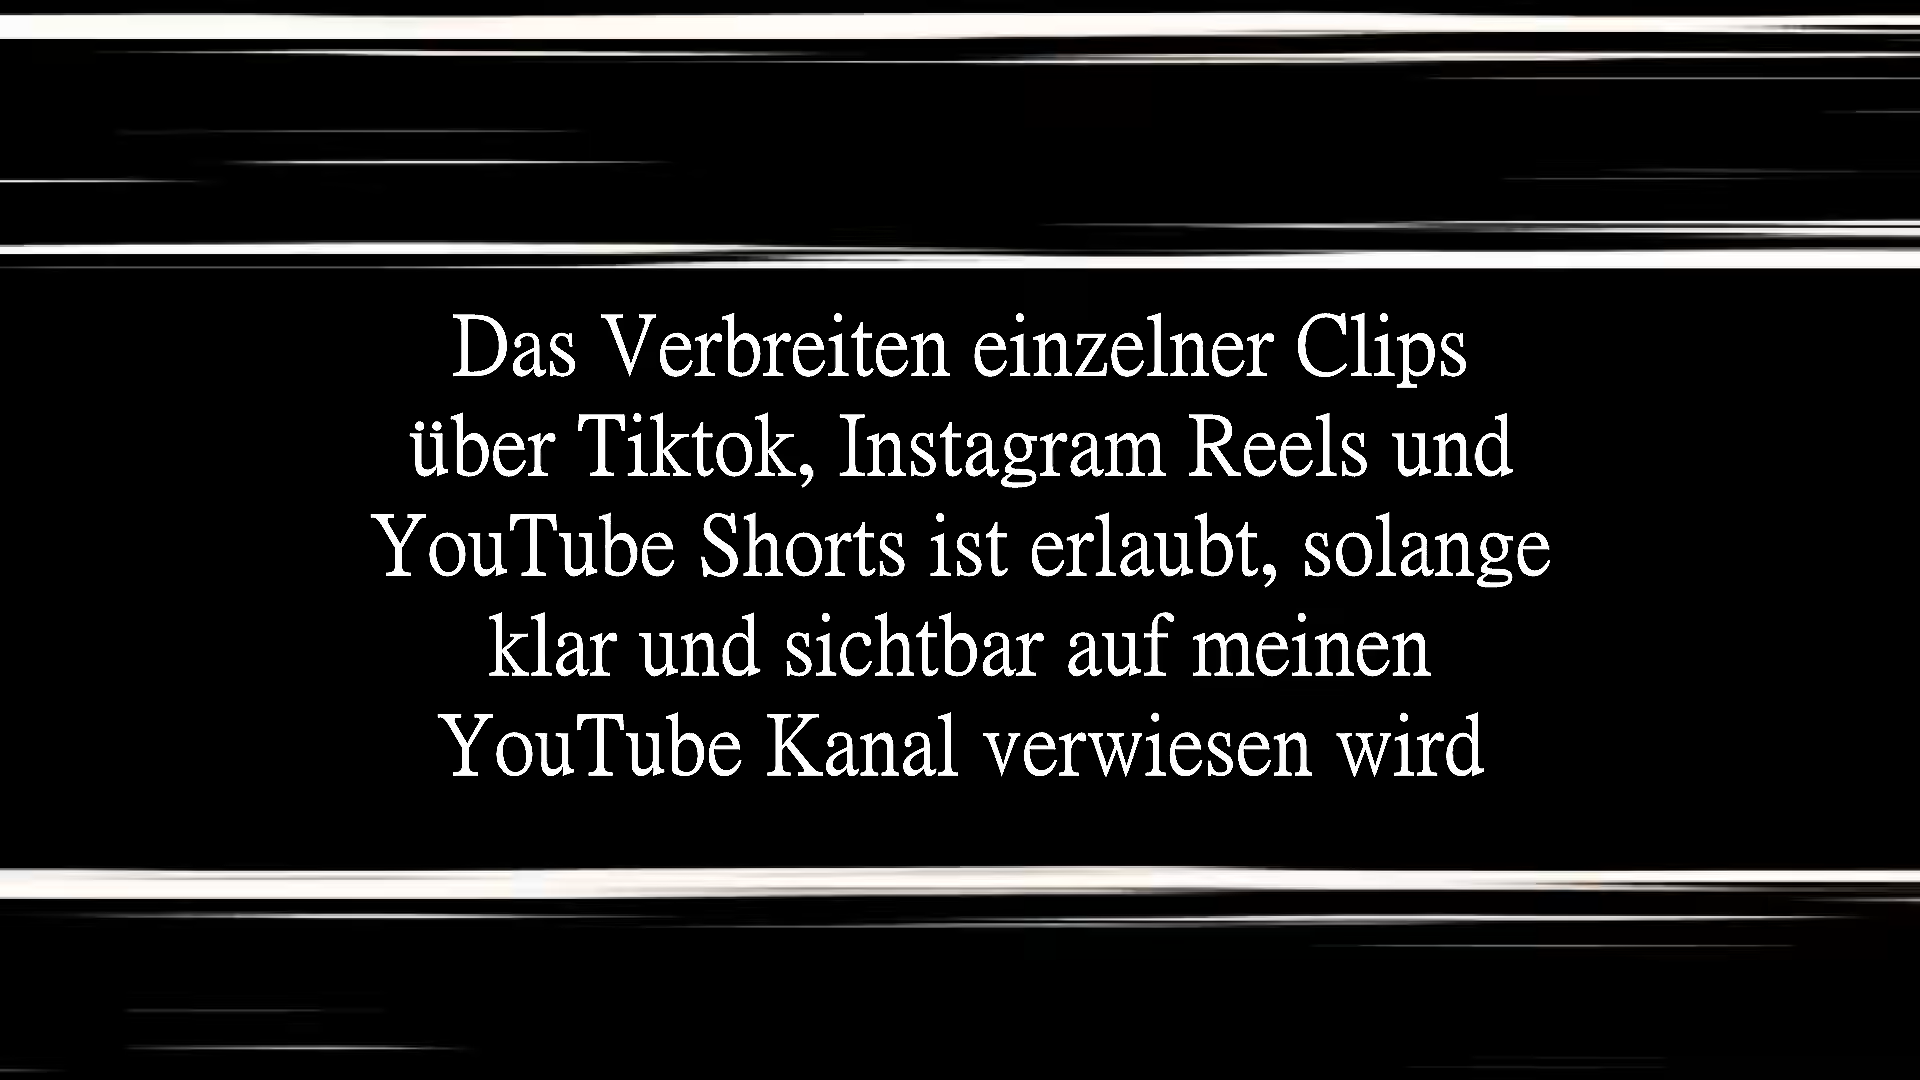 Das Verbreiten einzelner Clips
über Tiktok, Instagram Reels und
YouTube Shorts ist erlaubt, solange
klar und sichtbar auf meinen
YouTube Kanal verwiesen wird